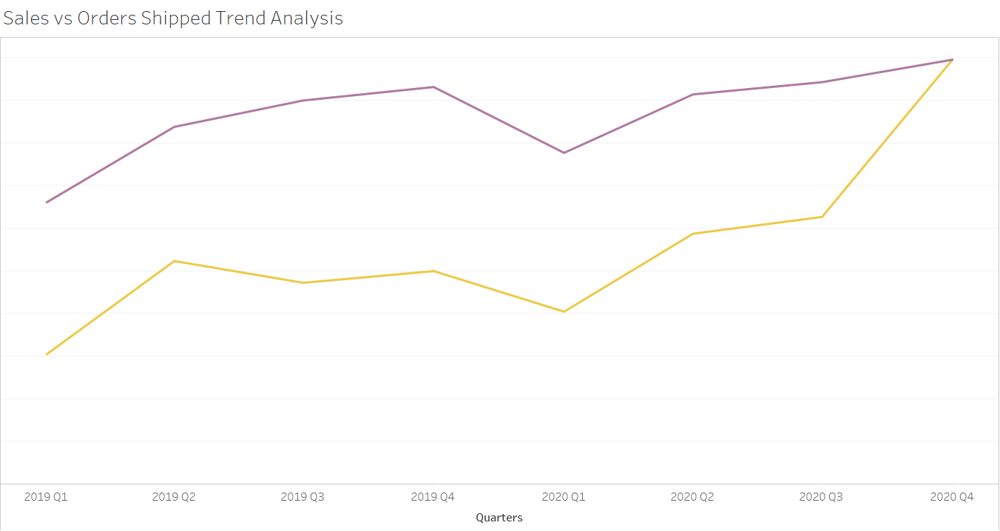 Sales vs Orders Shipped Trend Analysis
2019 Q1 2019 Q2 2019 Q3 2019 Q4 2020 Q1 2020 Q2 2020 Q3 2020 Q4
Quarters